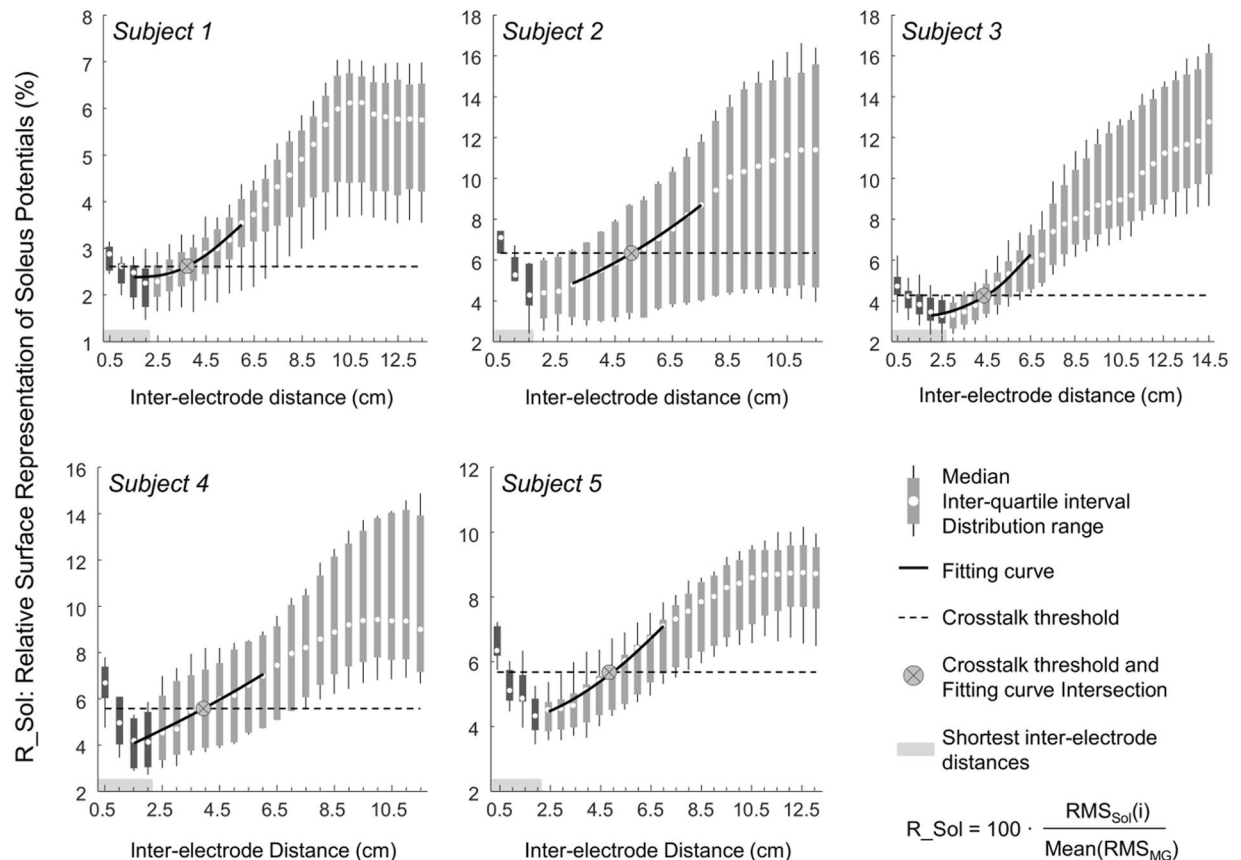 R_Sol: Relative Surface Representation of Soleus Potentials (%)
Subject 1
8
7
6
5
4
3
2
1
0.5 2.5 4.5 6.5 8.5 10.5 12.5
Inter-electrode distance (cm)
Subject 2
18
16
14
12
10
8
6
4
2
0.5 2.5 4.5 6.5 8.5 10.5
Inter-electrode distance (cm)
Subject 3
18
16
14
12
10
8
6
4
2
0.5 2.5 4.5 6.5 8.5 10.5 12.5 14.5
Inter-electrode distance (cm)
Subject 4
16
14
12
10
8
6
4
2
0.5 2.5 4.5 6.5 8.5 10.5
Inter-electrode Distance (cm)
Subject 5
12
10
8
6
4
2
0.5 2.5 4.5 6.5 8.5 10.5 12.5
Inter-electrode Distance (cm)
Median
Inter-quartile interval
Distribution range
Fitting curve
Crosstalk threshold
Crosstalk threshold and
Fitting curve Intersection
Shortest inter-electrode
distances
R_Sol = 100 · RMS_Sol(i) / Mean(RMS_MG)